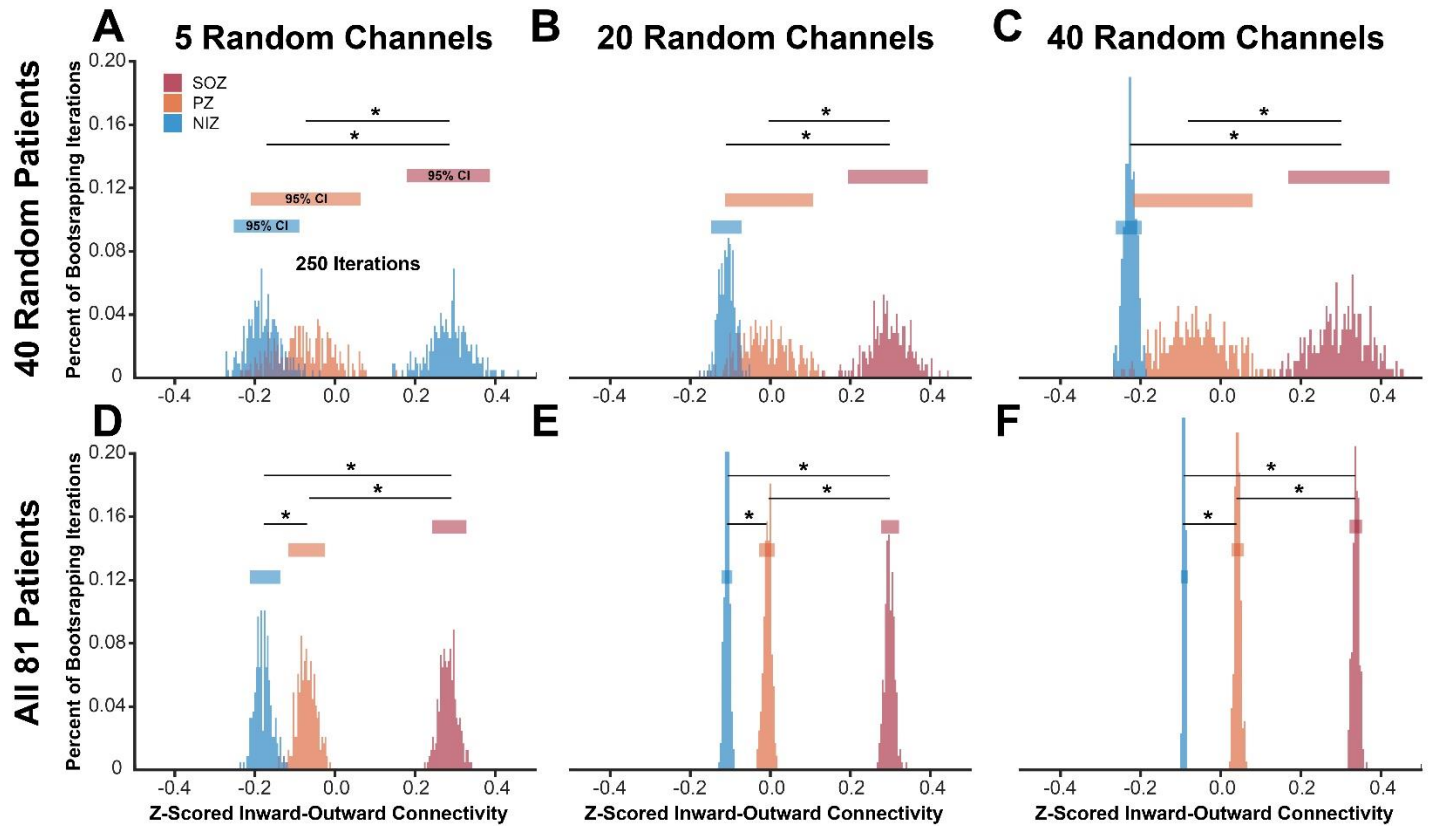 A 5 Random Channels
B 20 Random Channels
C 40 Random Channels
40 Random Patients
Percent of Bootsrapping Iterations
0.20
0.16
0.12
0.08
0.04
0
SOZ
PZ
NIZ
*
*
95% CI
95% CI
95% CI
250 Iterations
-0.4 -0.2 0.0 0.2 0.4
*
*
-0.4 -0.2 0.0 0.2 0.4
*
*
-0.4 -0.2 0.0 0.2 0.4
D
E
F
All 81 Patients
Percent of Bootsrapping Iterations
0.20
0.16
0.12
0.08
0.04
0
*
*
*
-0.4 -0.2 0.0 0.2 0.4
Z-Scored Inward-Outward Connectivity
*
*
*
-0.4 -0.2 0.0 0.2 0.4
Z-Scored Inward-Outward Connectivity
*
*
*
-0.4 -0.2 0.0 0.2 0.4
Z-Scored Inward-Outward Connectivity